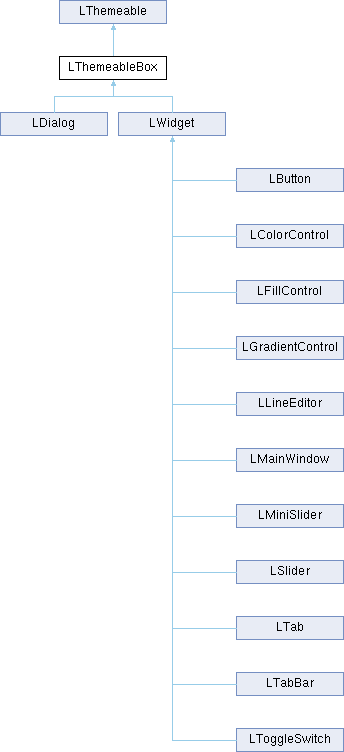 LThemeable
LThemeableBox
LDialog
LWidget
LButton
LColorControl
LFillControl
LGradientControl
LLineEditor
LMainWindow
LMiniSlider
LSlider
LTab
LTabBar
LToggleSwitch